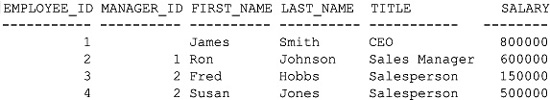 EMPLOYEE_ID MANAGER_ID FIRST_NAME LAST_NAME TITLE SALARY
----------- ---------- ---------- ---------- ------------- ----------
1 James Smith CEO 800000
2 1 Ron Johnson Sales Manager 600000
3 2 Fred Hobbs Salesperson 150000
4 2 Susan Jones Salesperson 500000